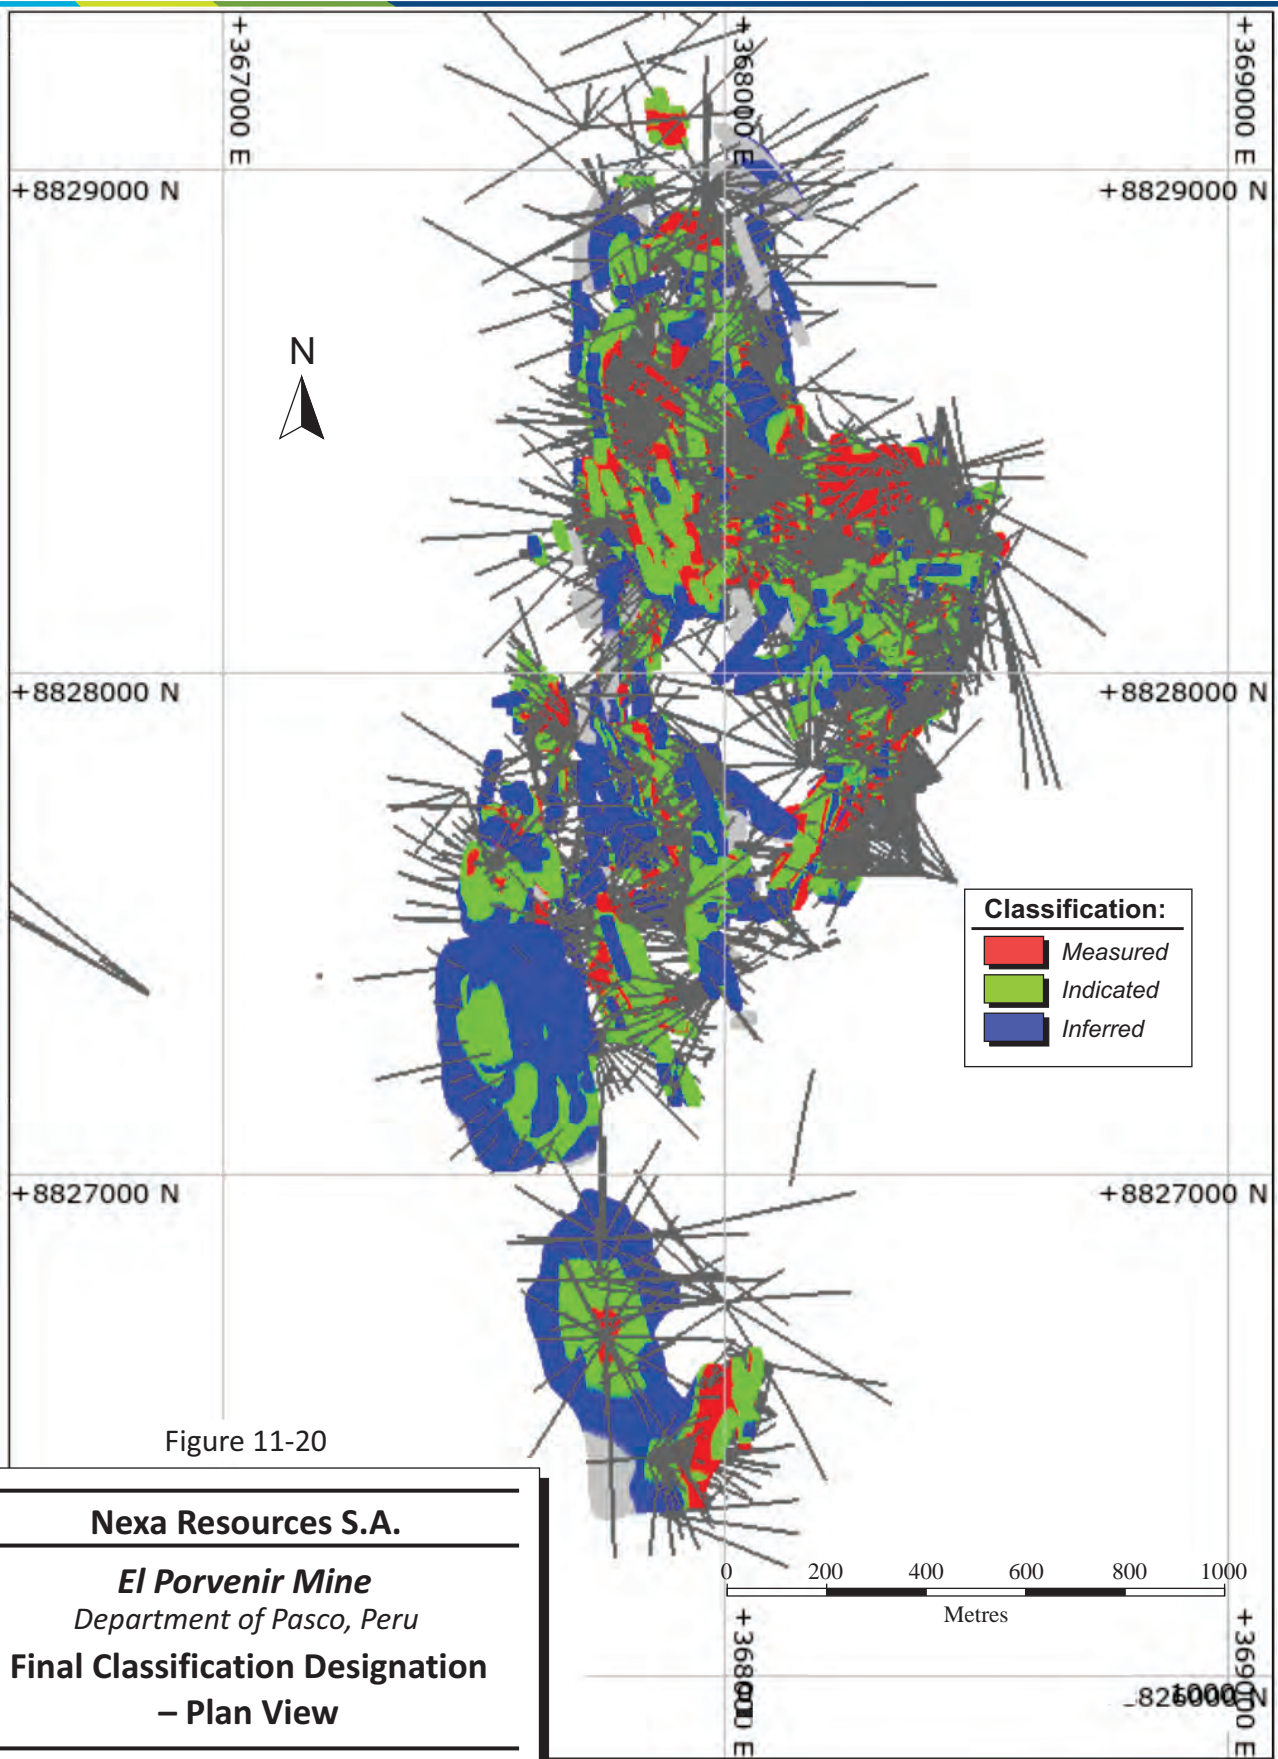 +367000 E
+368000 E
+369000 E
+8829000 N
+8829000 N
N
+8828000 N
+8828000 N
Classification:
Measured
Indicated
Inferred
+8827000 N
+8827000 N
Figure 11-20
Nexa Resources S.A.
El Porvenir Mine
Department of Pasco, Peru
Final Classification Designation
– Plan View
0 200 400 600 800 1000
Metres
+369000 E